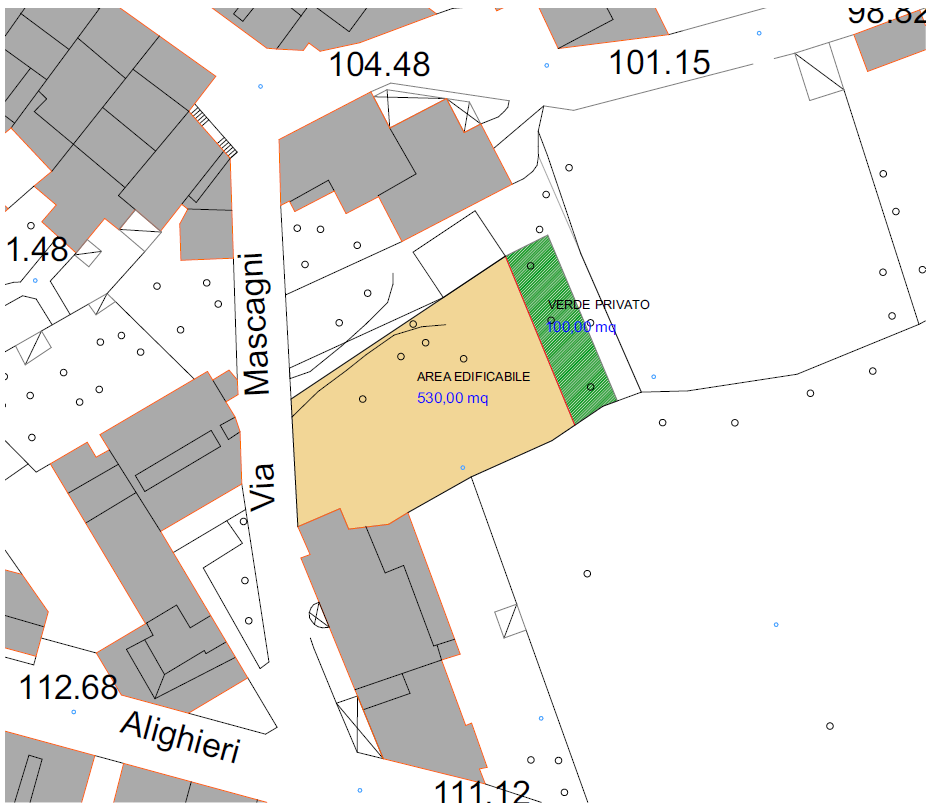 98.82
104.48
101.15
1.48
Via Mascagni
VERDE PRIVATO
100,00 mq
AREA EDIFICABILE
530,00 mq
112.68
Alighieri
111.12